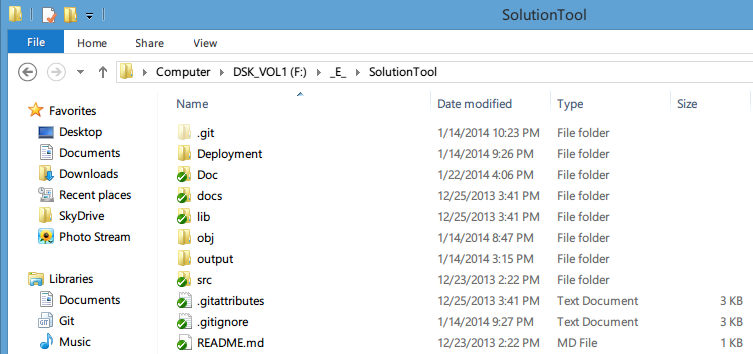 SolutionTool
File Home Share View
Computer DSK_VOL1 (F:) _E_ SolutionTool
Favorites
Desktop
Documents
Downloads
Recent places
SkyDrive
Photo Stream
Libraries
Documents
Git
Music
Name Date modified Type Size
.git 1/14/2014 10:23 PM File folder
Deployment 1/14/2014 9:26 PM File folder
Doc 1/22/2014 4:06 PM File folder
docs 12/25/2013 3:41 PM File folder
lib 12/25/2013 3:41 PM File folder
obj 1/14/2014 8:47 PM File folder
output 1/14/2014 3:15 PM File folder
src 12/23/2013 2:22 PM File folder
.gitattributes 12/25/2013 3:41 PM Text Document 3 KB
.gitignore 1/14/2014 9:27 PM Text Document 3 KB
README.md 12/23/2013 2:22 PM MD File 1 KB